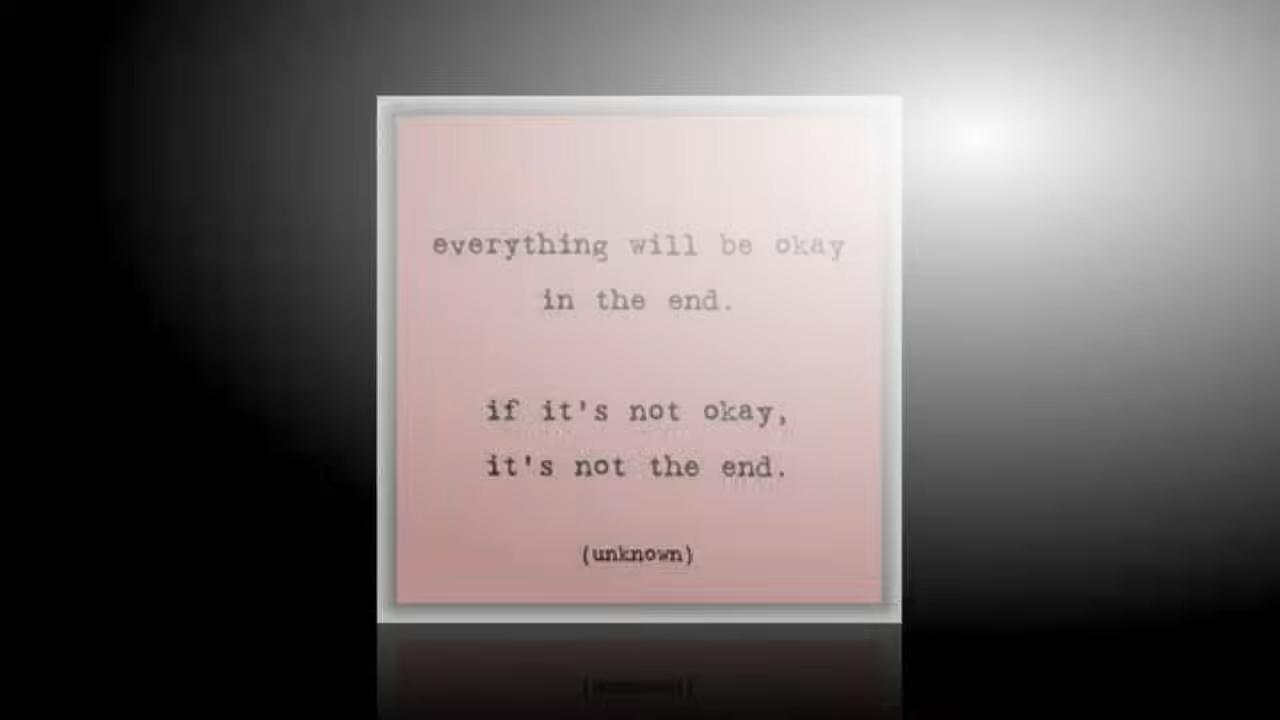 everything will be okay
in the end.
if it's not okay,
it's not the end.
(unknown)